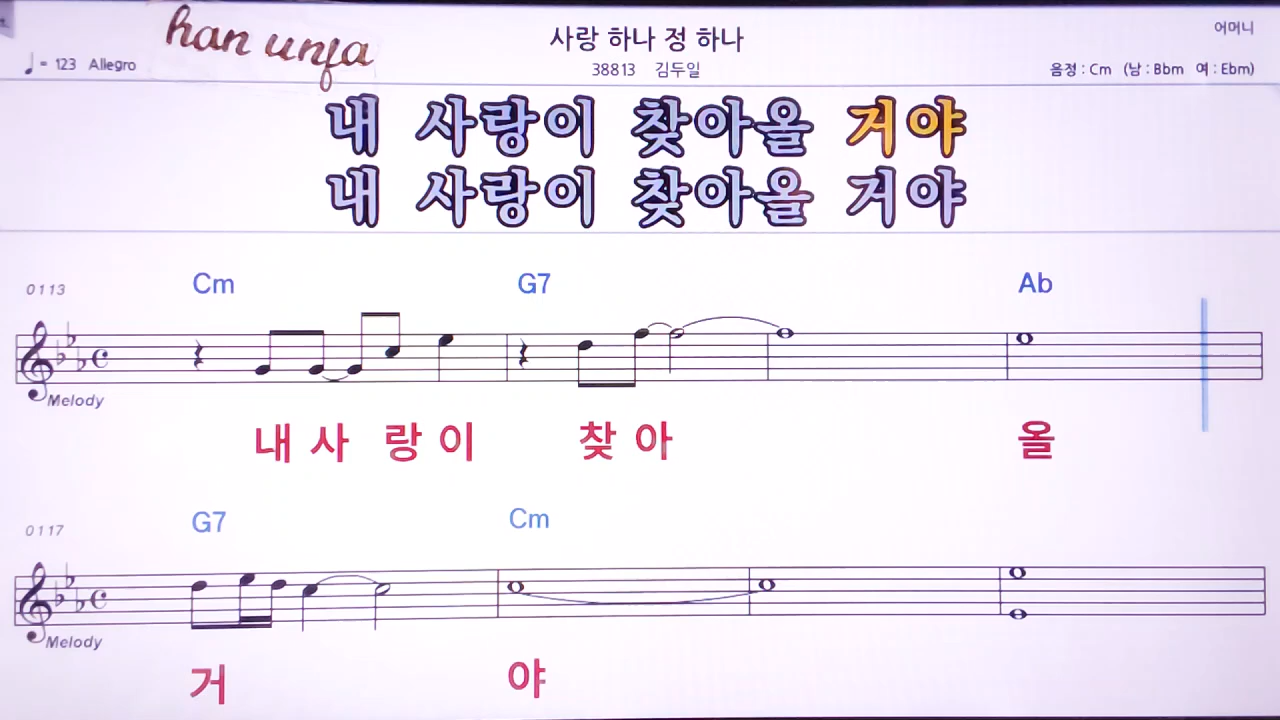 han unfa
사랑 하나 정 하나
어머니
= 123 Allegro
38813 김두일
음정 : Cm (남 : Bbm 여 : Ebm)
내 사랑이 찾아올 거야
내 사랑이 찾아올 거야
0113
Cm G7 Ab
Melody
내 사 랑 이 찾 아 올
0117
G7 Cm
Melody
거 야